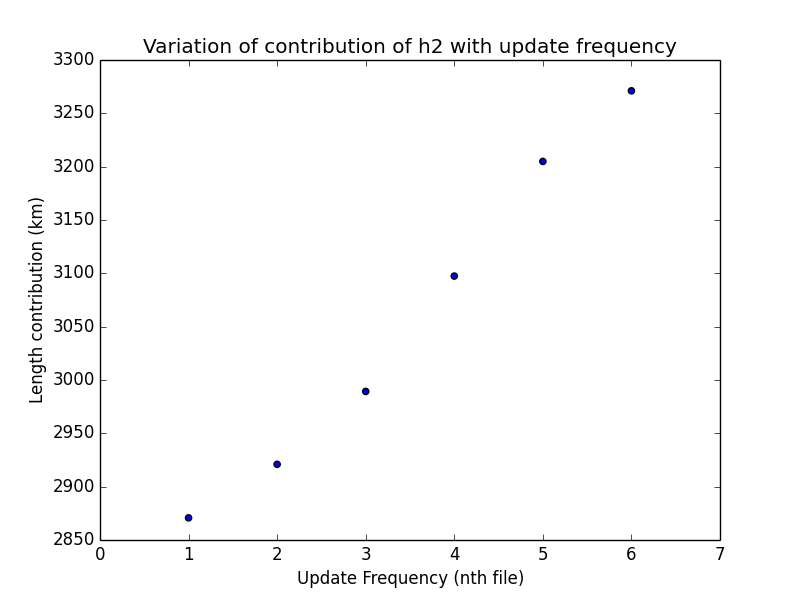 Variation of contribution of h2 with update frequency
3300
3250
3200
3150
3100
3050
3000
2950
2900
2850
Length contribution (km)
0 1 2 3 4 5 6 7
Update Frequency (nth file)